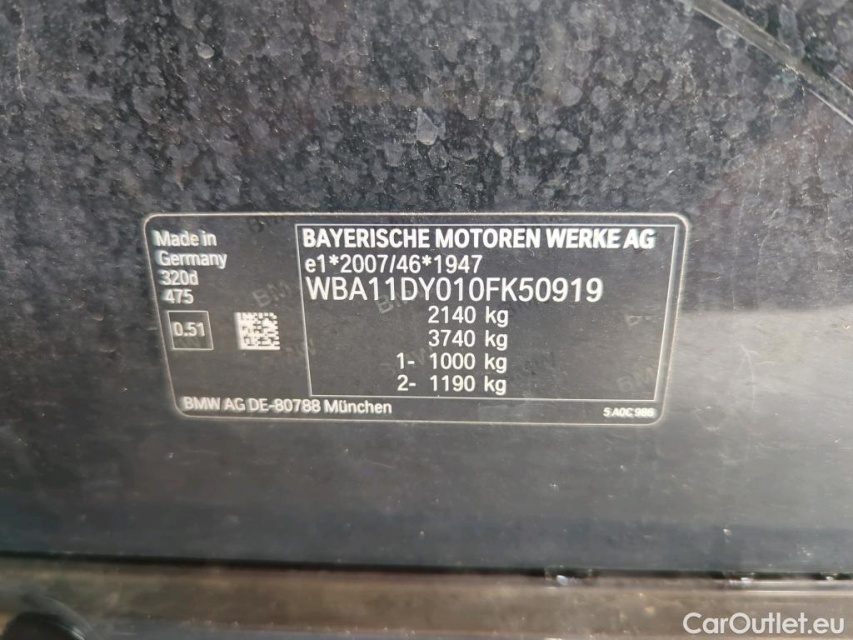 Made in
Germany
320d
475
0.51
BAYERISCHE MOTOREN WERKE AG
e1*2007/46*1947
WBA11DY010FK50919
2140 kg
3740 kg
1- 1000 kg
2- 1190 kg
BMW AG DE-80788 München
5 A0C 986
CarOutlet.eu